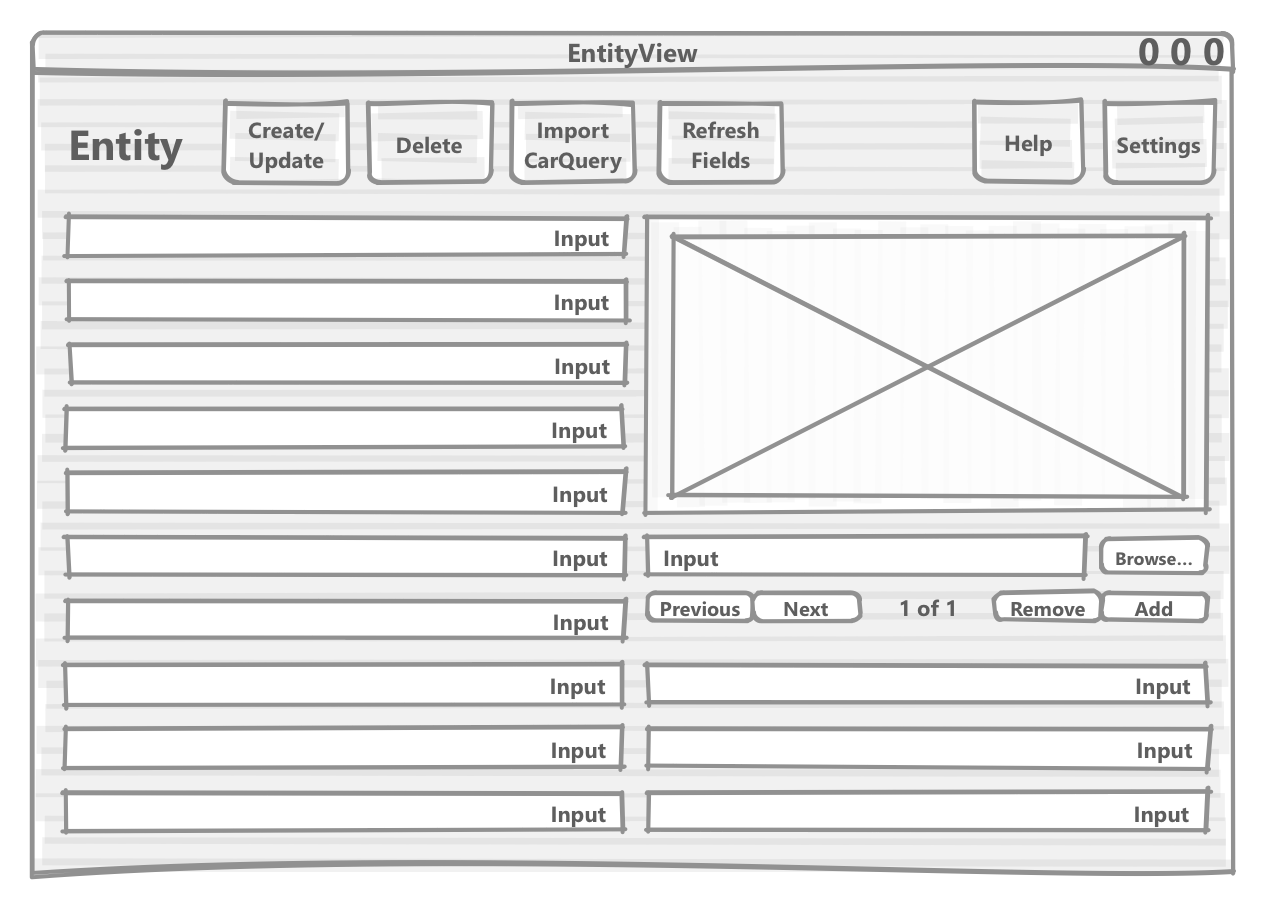 EntityView
0 0 0
Entity
Create/
Update
Delete
Import
CarQuery
Refresh
Fields
Help
Settings
Input
Input
Input
Input
Input
Input
Input
Browse...
Input
Previous
Next
1 of 1
Remove
Add
Input
Input
Input
Input
Input
Input